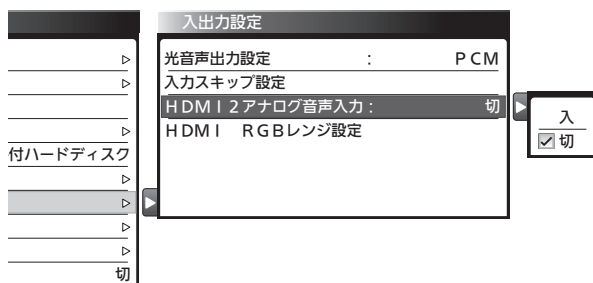 入出力設定
光音声出力設定 : PCM
入力スキップ設定
HDMI2アナログ音声入力: 切
HDMI RGBレンジ設定
付ハードディスク
切
入
切